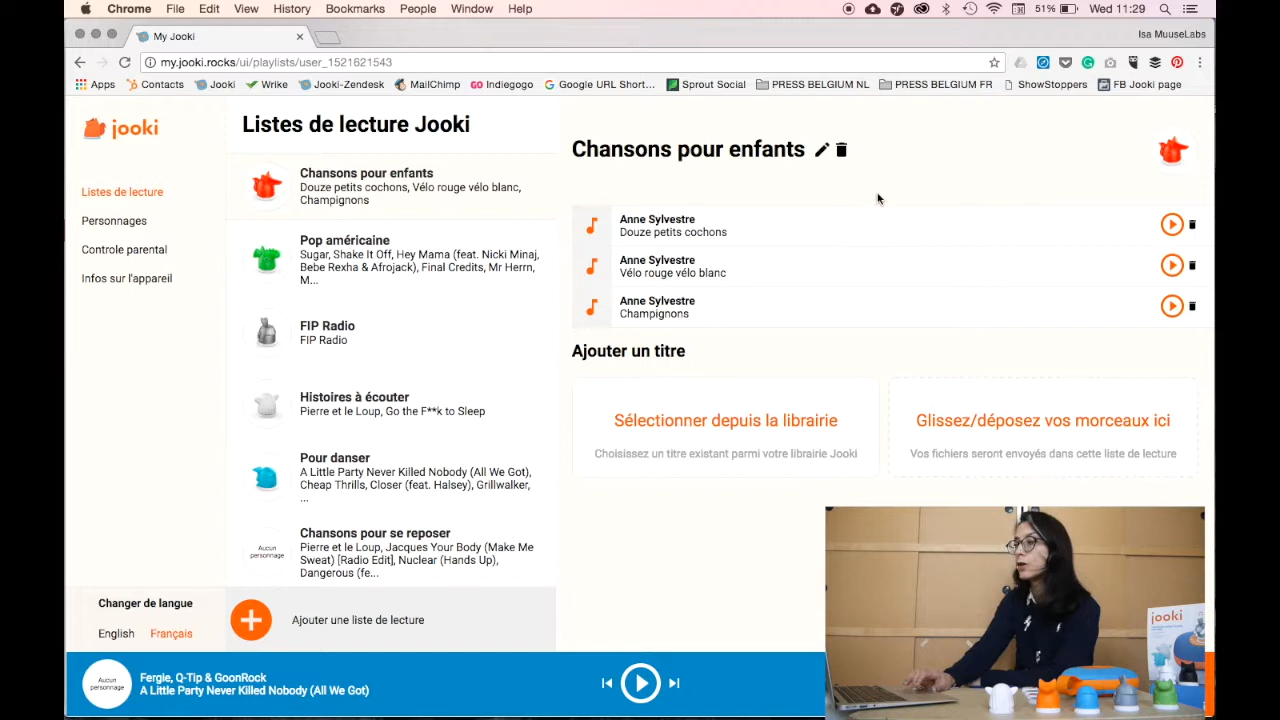 Chrome File Edit View History Bookmarks People Window Help 51% Wed 11:29
My Jooki Isa MuuseLabs
my.jooki.rocks/ui/playlists/user_1521621543
Apps Contacts Jooki Wrike Jooki-Zendesk MailChimp GO Indiegogo Google URL Short... Sprout Social PRESS BELGIUM NL PRESS BELGIUM FR ShowStoppers FB Jooki page
jooki
Listes de lecture
Personnages
Controle parental
Infos sur l'appareil
Changer de langue
English Français
Listes de lecture Jooki
Chansons pour enfants
Douze petits cochons, Vélo rouge vélo blanc,
Champignons
Pop américaine
Sugar, Shake It Off, Hey Mama (feat. Nicki Minaj,
Bebe Rexha & Afrojack), Final Credits, Mr Herrn,
M...
FIP Radio
FIP Radio
Histoires à écouter
Pierre et le Loup, Go the F**k to Sleep
Pour danser
A Little Party Never Killed Nobody (All We Got),
Cheap Thrills, Closer (feat. Halsey), Grillwalker,
...
Aucun
personnage
Chansons pour se reposer
Pierre et le Loup, Jacques Your Body (Make Me
Sweat) [Radio Edit], Nuclear (Hands Up),
Dangerous (fe...
Ajouter une liste de lecture
Chansons pour enfants
Anne Sylvestre
Douze petits cochons
Anne Sylvestre
Vélo rouge vélo blanc
Anne Sylvestre
Champignons
Ajouter un titre
Sélectionner depuis la librairie
Choisissez un titre existant parmi votre librairie Jooki
Glissez/déposez vos morceaux ici
Vos fichiers seront envoyés dans cette liste de lecture
jooki
Aucun
personnage
Fergie, Q-Tip & GoonRock
A Little Party Never Killed Nobody (All We Got)